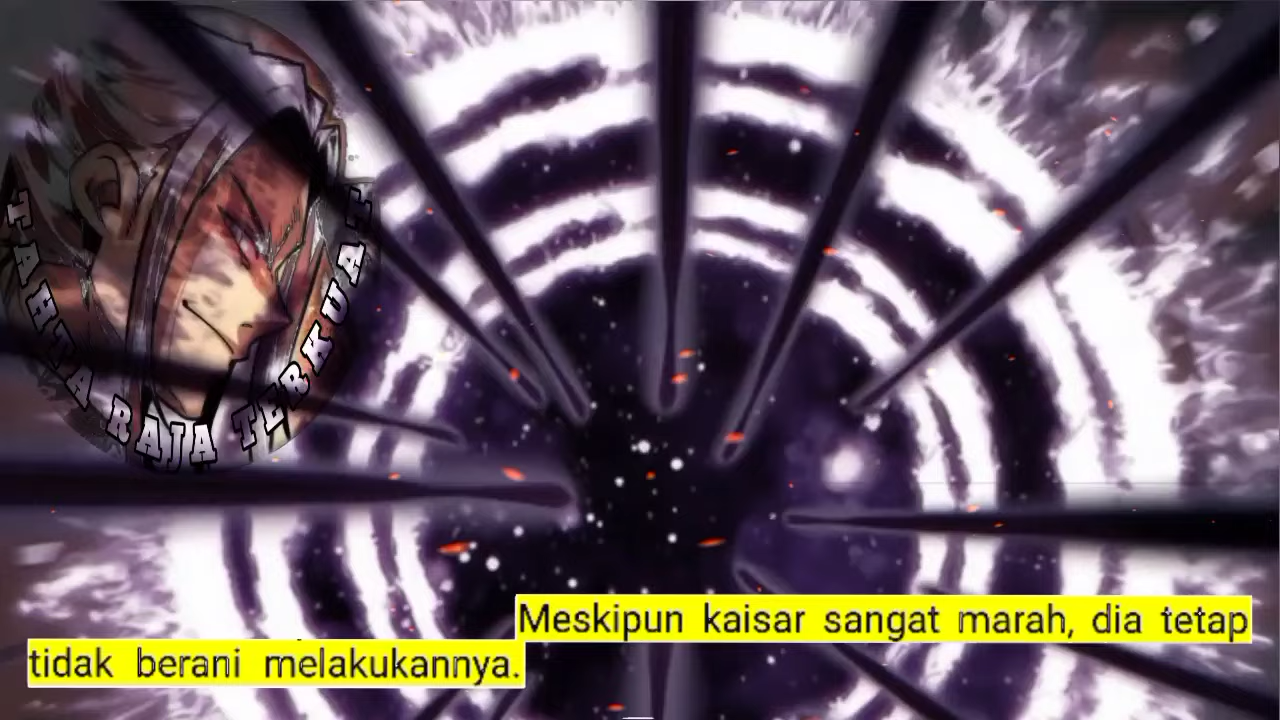 TAHTA RAJA TERKUAT
Meskipun kaisar sangat marah, dia tetap
tidak berani melakukannya.